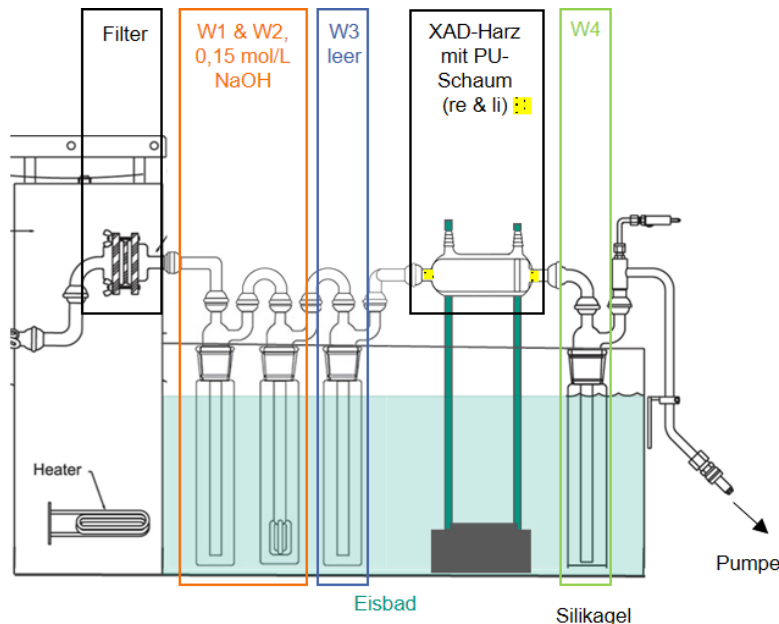 Filter
W1 & W2,
0,15 mol/L
NaOH
W3
leer
XAD-Harz
mit PU-
Schaum
(re & li)
W4
Heater
Pumpe
Eisbad
Silikagel